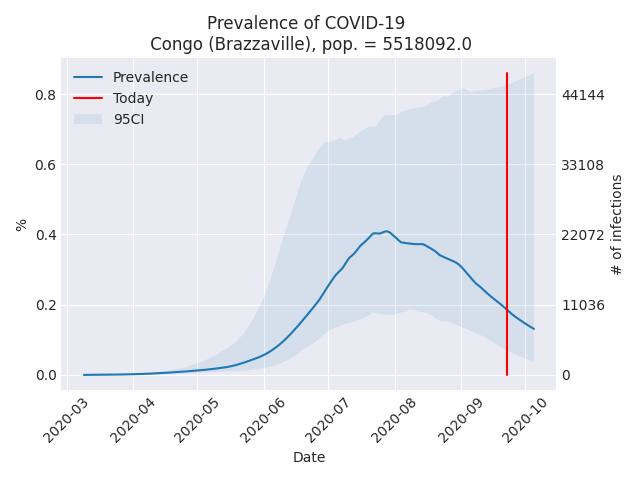 Prevalence of COVID-19
Congo (Brazzaville), pop. = 5518092.0
Prevalence
Today
95CI
0.8
0.6
0.4
0.2
0.0
%
44144
33108
22072
11036
0
# of infections
2020-03
2020-04
2020-05
2020-06
2020-07
2020-08
2020-09
2020-10
Date